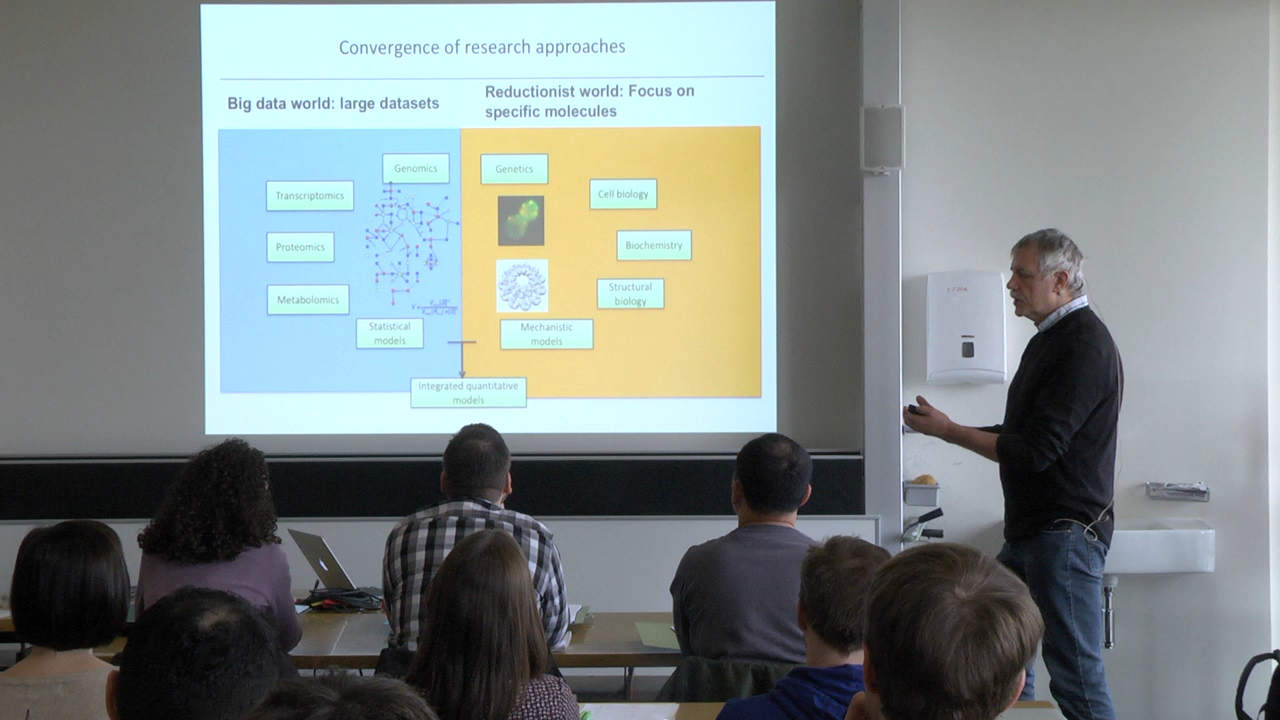 Convergence of research approaches
Big data world: large datasets
Reductionist world: Focus on
specific molecules
Genomics
Genetics
Transcriptomics
Cell biology
Proteomics
Biochemistry
Metabolomics
Structural
biology
Statistical
models
Mechanistic
models
Integrated quantitative
models